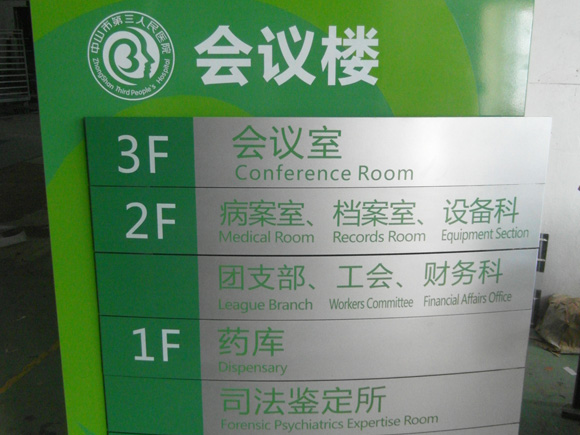 中山市第三人民医院
Zhongshan Third People's Hospital
会议楼
3F
会议室
Conference Room
2F
病案室、档案室、设备科
Medical Room Records Room Equipment Section
团支部、工会、财务科
League Branch Workers Committee Financial Affairs Office
1F
药库
Dispensary
司法鉴定所
Forensic Psychiatrics Expertise Room